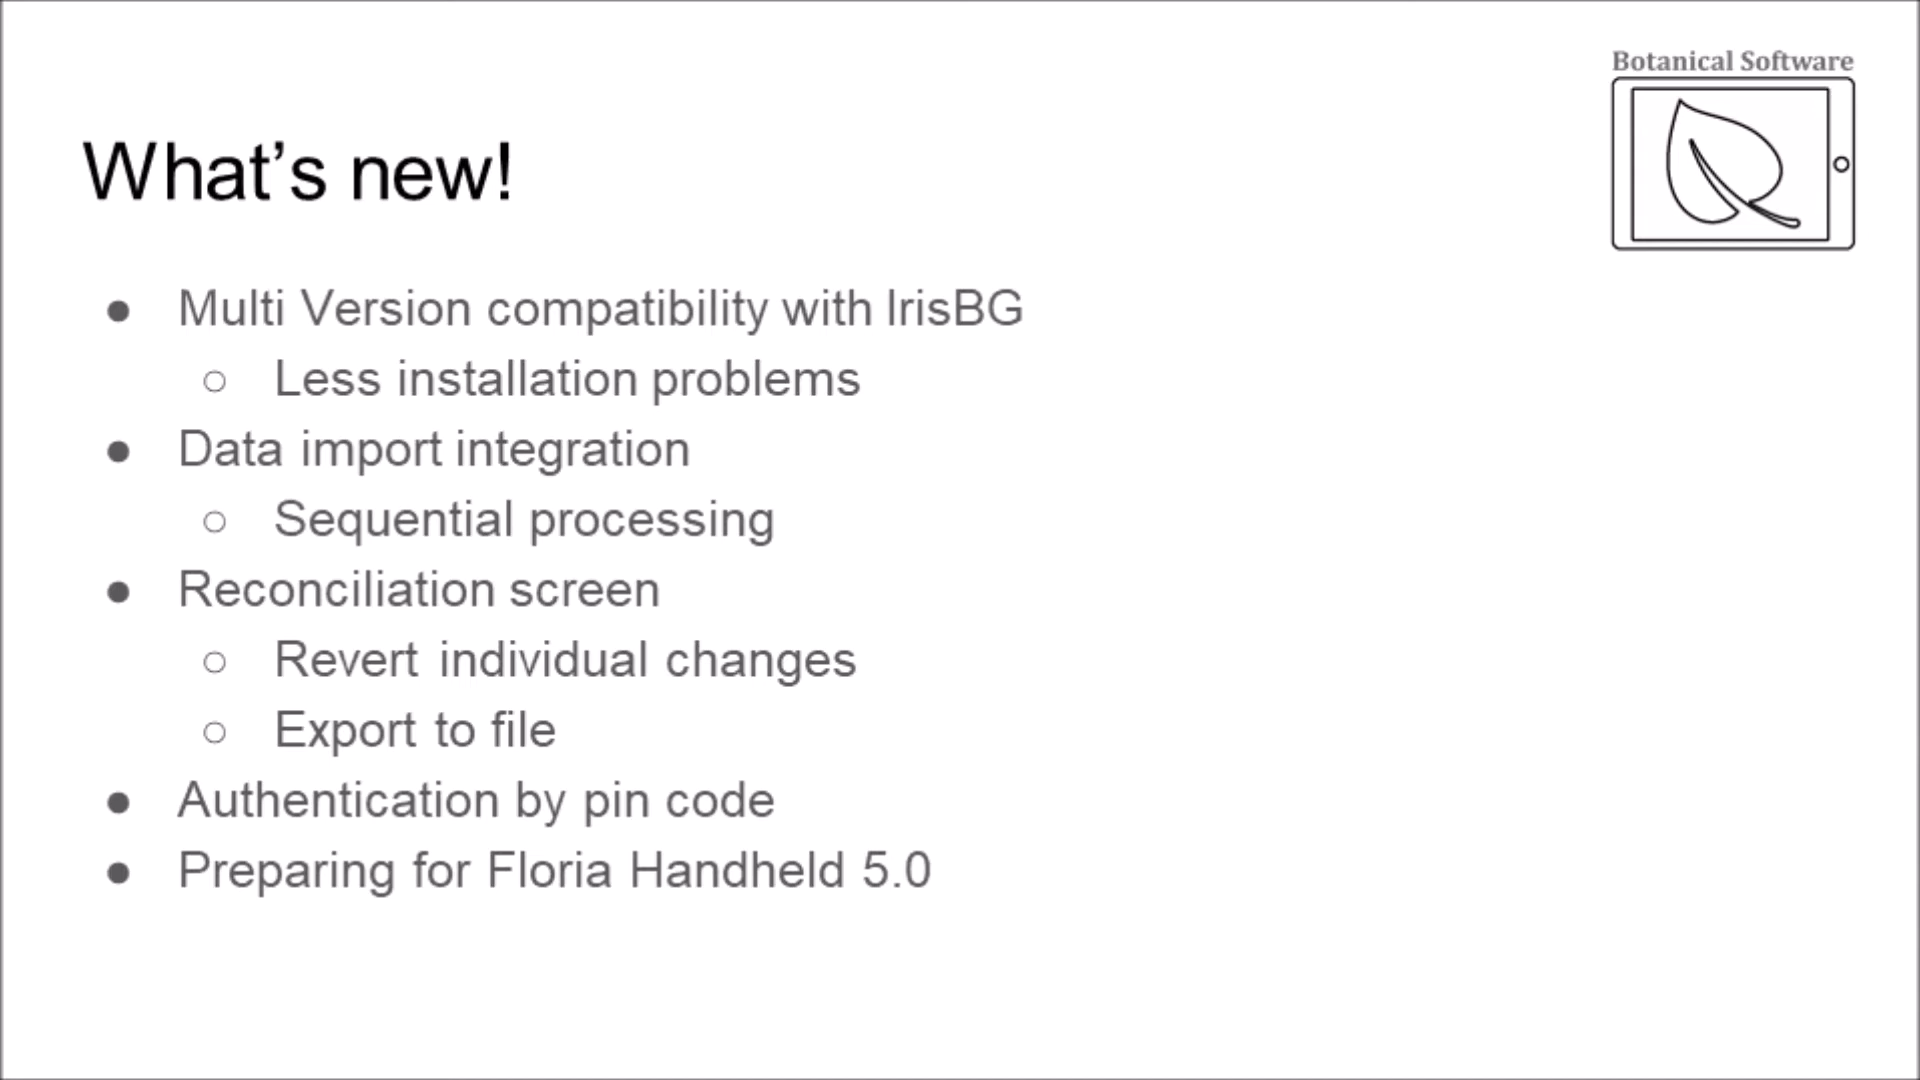 Botanical Software
What’s new!
● Multi Version compatibility with IrisBG
○ Less installation problems
● Data import integration
○ Sequential processing
● Reconciliation screen
○ Revert individual changes
○ Export to file
● Authentication by pin code
● Preparing for Floria Handheld 5.0